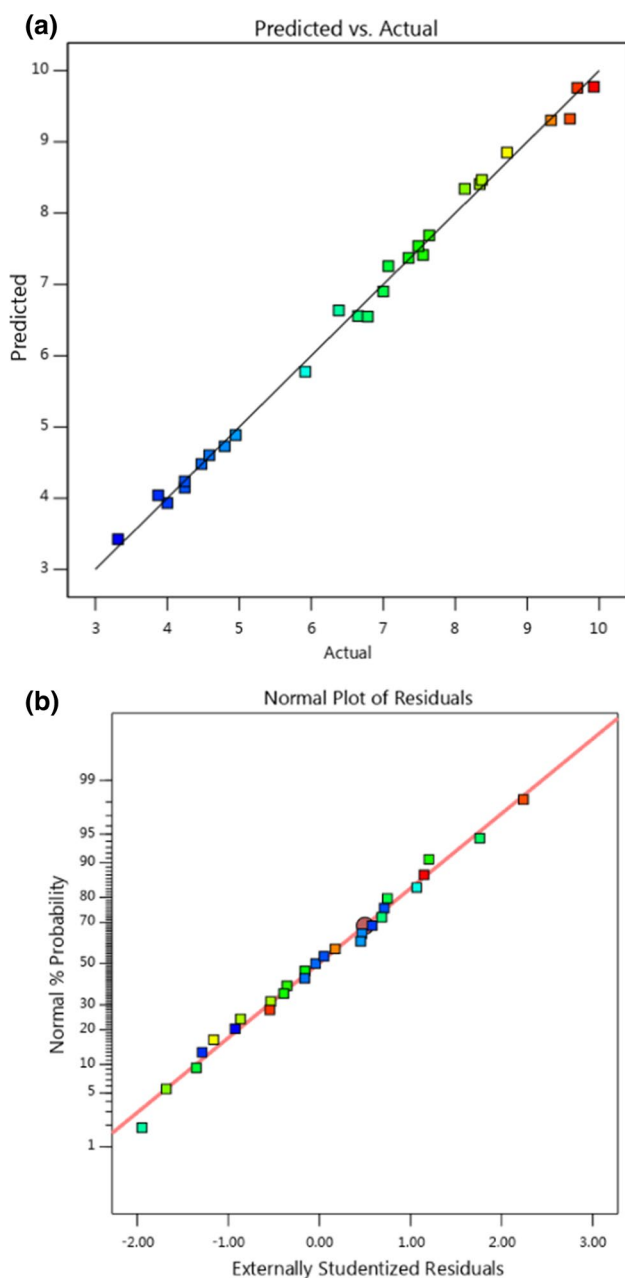 (a)
Predicted vs. Actual
10
9
8
7
6
5
4
3
Predicted
3 4 5 6 7 8 9 10
Actual
(b)
Normal Plot of Residuals
99
95
90
80
70
50
30
20
10
5
1
Normal % Probability
-2.00 -1.00 0.00 1.00 2.00 3.00
Externally Studentized Residuals